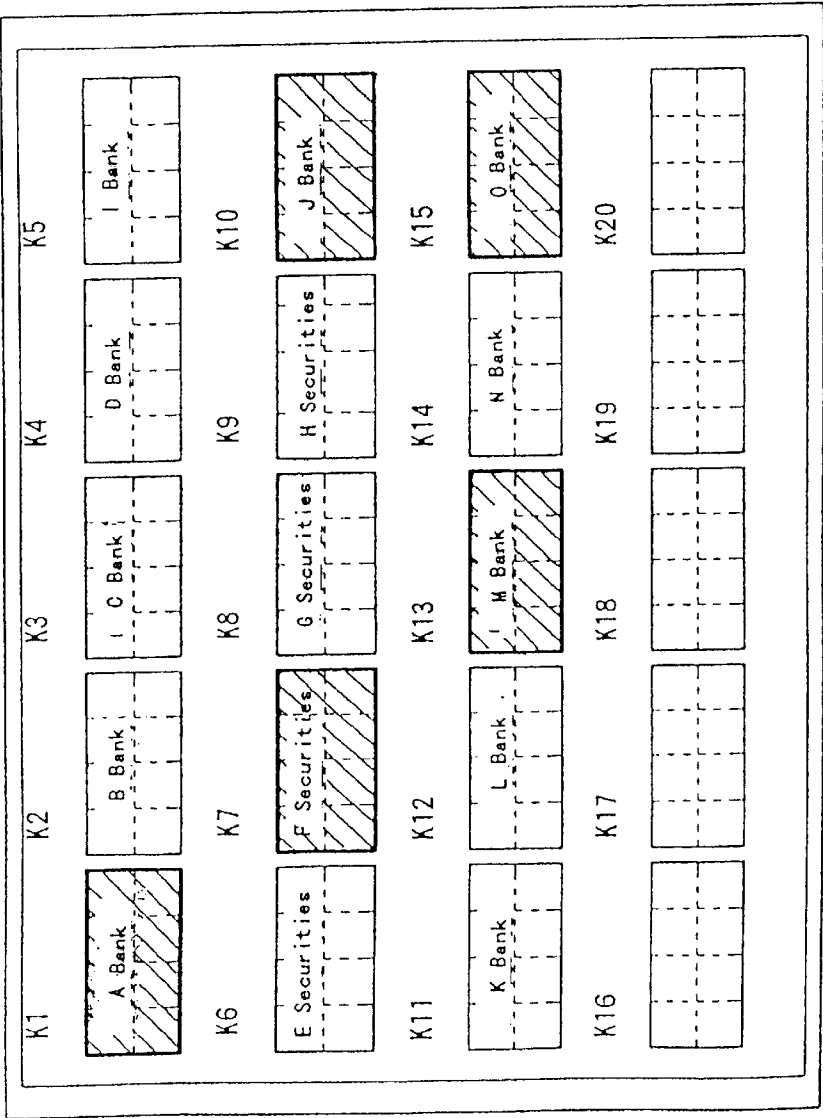 K1 K2 K3 K4 K5
A Bank B Bank C Bank D Bank I Bank
K6 K7 K8 K9 K10
E Securities F Securities G Securities H Securities J Bank
K11 K12 K13 K14 K15
K Bank L Bank M Bank N Bank O Bank
K16 K17 K18 K19 K20